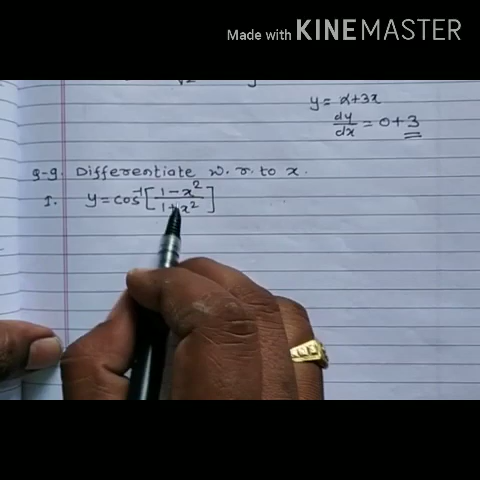 Made with KINEMASTER
y = α+3x
dy/dx = 0+3
Q-9. Differentiate w. r. to x.
1. y = cos⁻¹[1-x²/1+x²]